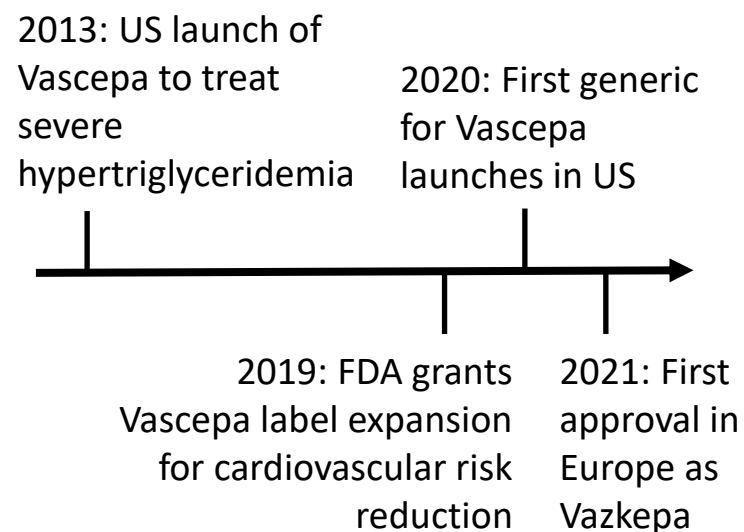 2013: US launch of
Vascepa to treat
severe
hypertriglyceridemia
2020: First generic
for Vascepa
launches in US
2019: FDA grants
Vascepa label expansion
for cardiovascular risk
reduction
2021: First
approval in
Europe as
Vazkepa